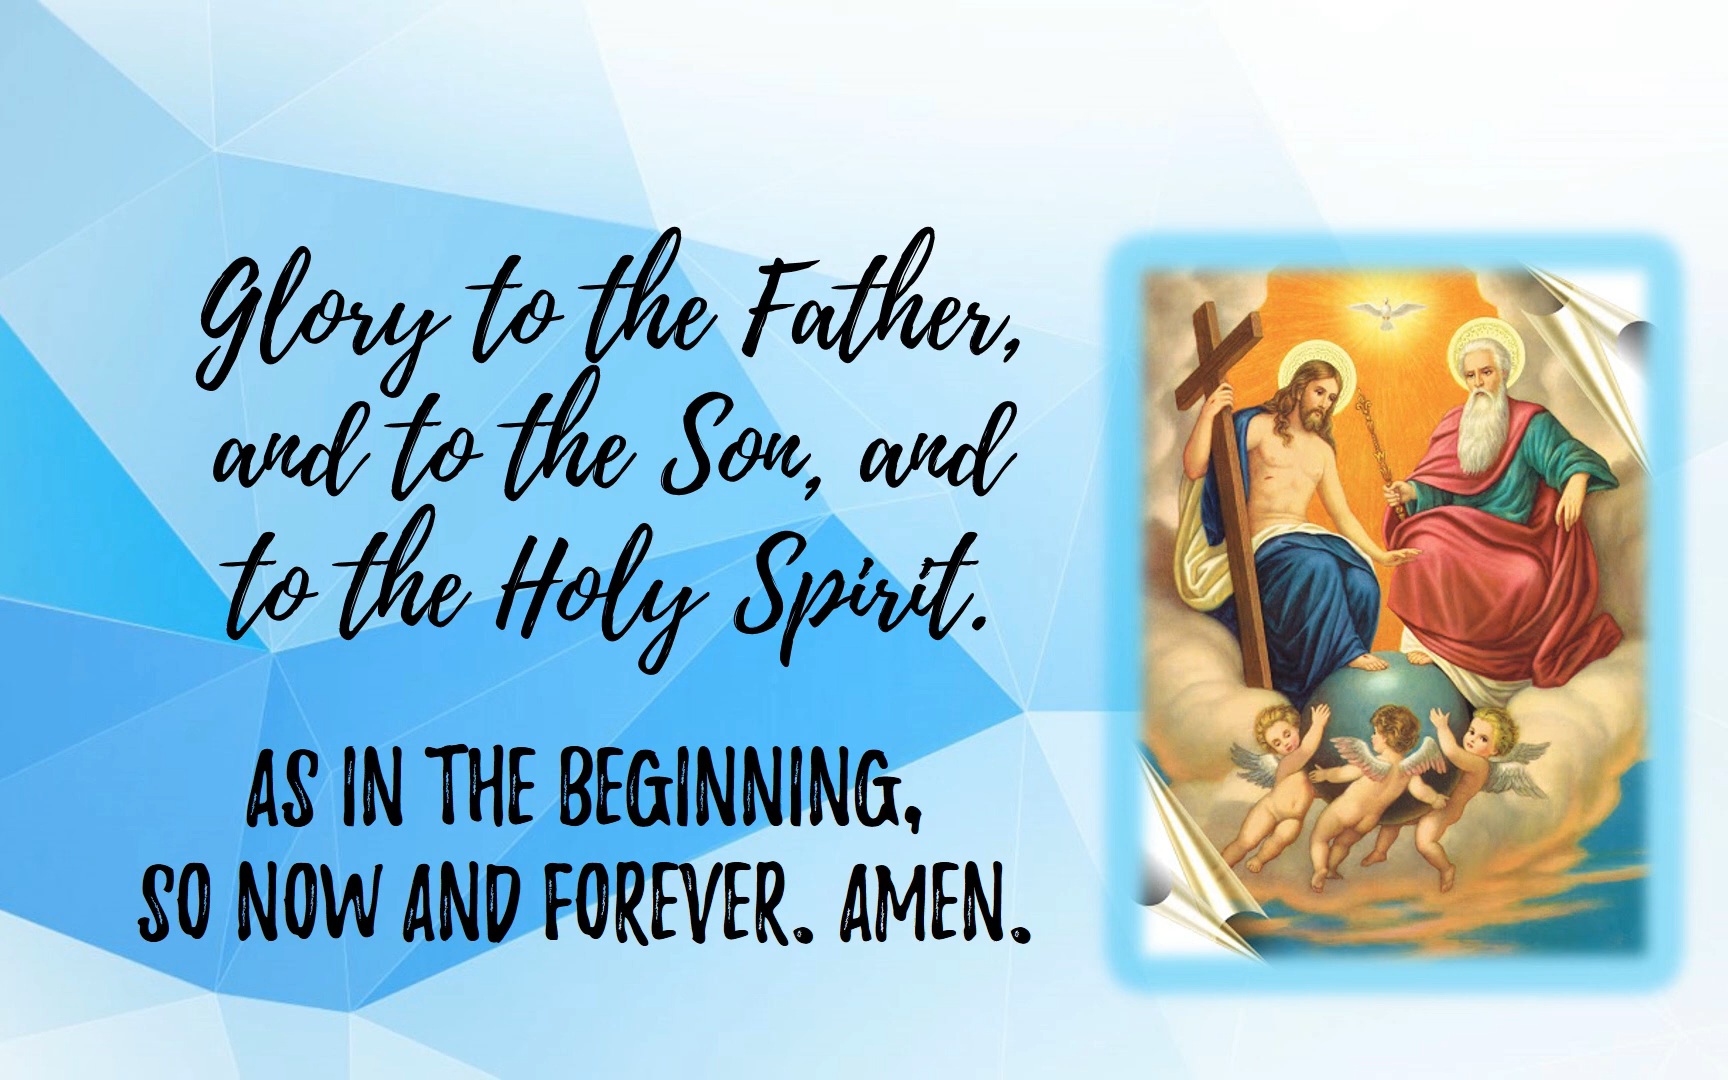 Glory to the Father,
and to the Son, and
to the Holy Spirit.
AS IN THE BEGINNING,
SO NOW AND FOREVER. AMEN.